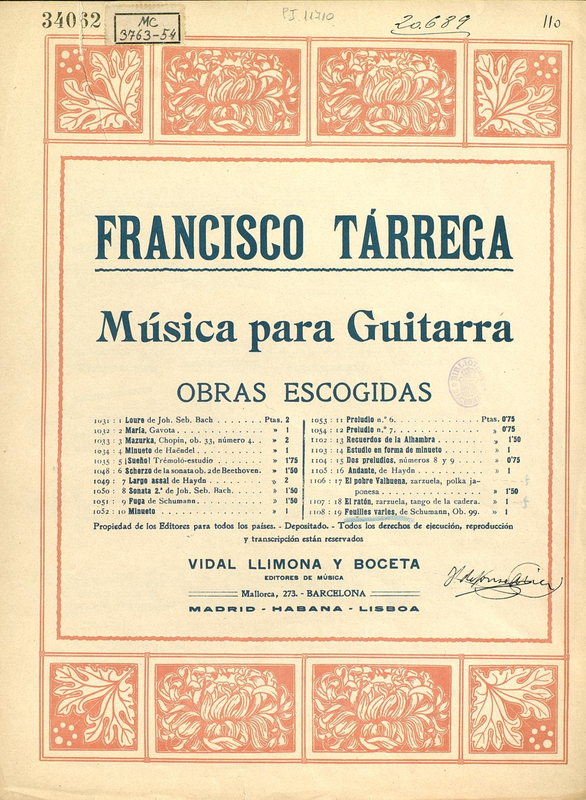 34062
MC
3763-54
PI 11710
20.689
110
FRANCISCO TÁRREGA
Música para Guitarra
OBRAS ESCOGIDAS
1031 : 1 Loure de Joh. Seb. Bach . . . . . . . Ptas. 2
1032 : 2 María, Gavota . . . . . . . . . . » 1
1033 : 3 Mazurka, Chopin, ob. 33, número 4. . . » 2
1034 : 4 Minueto de Haëndel . . . . . . . . » 1
1035 : 5 ¡Sueño! Trémoló-estudio . . . . . . » 1'75
1048 : 6 Scherzo de la sonata ob. 2 de Beethoven. » 1'50
1049 : 7 Largo assai de Haydn . . . . . . . » 2
1050 : 8 Sonata 2.ª de Joh. Seb. Bach. . . . . » 1'50
1051 : 9 Fuga de Schumann. . . . . . . . . » 1'50
1052 : 10 Minueto . . . . . . . . . . . . » 1
1053 : 11 Preludio n.º 6. . . . . . . . . Ptas. 0'75
1054 : 12 Preludio n.º 7. . . . . . . . . » 0'75
1102 : 13 Recuerdos de la Alhambra . . . . . » 1'50
1103 : 14 Estudio en forma de minueto . . . . » 1
1104 : 15 Dos preludios, números 8 y 9 . . . . » 0'75
1105 : 16 Andante, de Haydn . . . . . . . . » 1
1106 : 17 El pobre Valbuena, zarzuela, polka ja-
ponesa . . . . . . . . . . » 1'50
1107 : 18 El ratón, zarzuela, tango de la cadera. » 1
1108 : 19 Feuilles varies, de Schumann, Ob. 99. » 1
Propiedad de los Editores para todos los países. - Depositado. - Todos los derechos de ejecución, reproducción
y transcripción están reservados
VIDAL LLIMONA Y BOCETA
EDITORES DE MÚSICA
Mallorca, 273. - BARCELONA
MADRID - HABANA - LISBOA